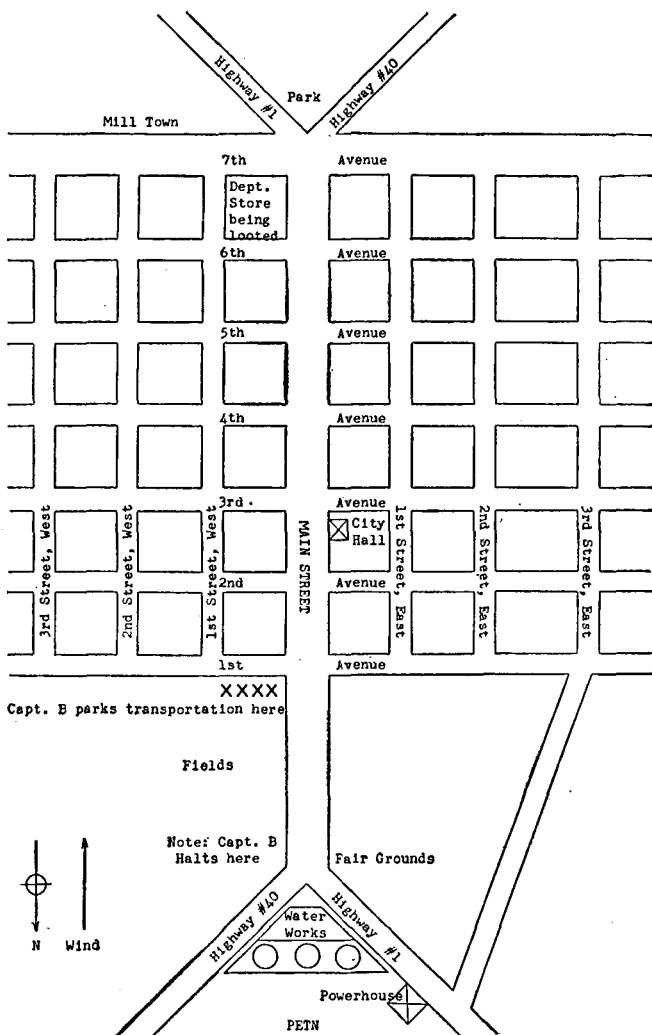 Highway #1
Park
Highway #40
Mill Town
7th Avenue
Dept.
Store
being
looted
6th Avenue
5th Avenue
4th Avenue
3rd Avenue
City
Hall
3rd Street, West
2nd Street, West
1st Street, West
MAIN STREET
1st Street, East
2nd Street, East
3rd Street, East
2nd Avenue
1st Avenue
XXXX
Capt. B parks transportation here
Fields
Note: Capt. B
Halts here
Fair Grounds
N Wind
Highway #40
Water
Works
Highway #1
Powerhouse
PETN